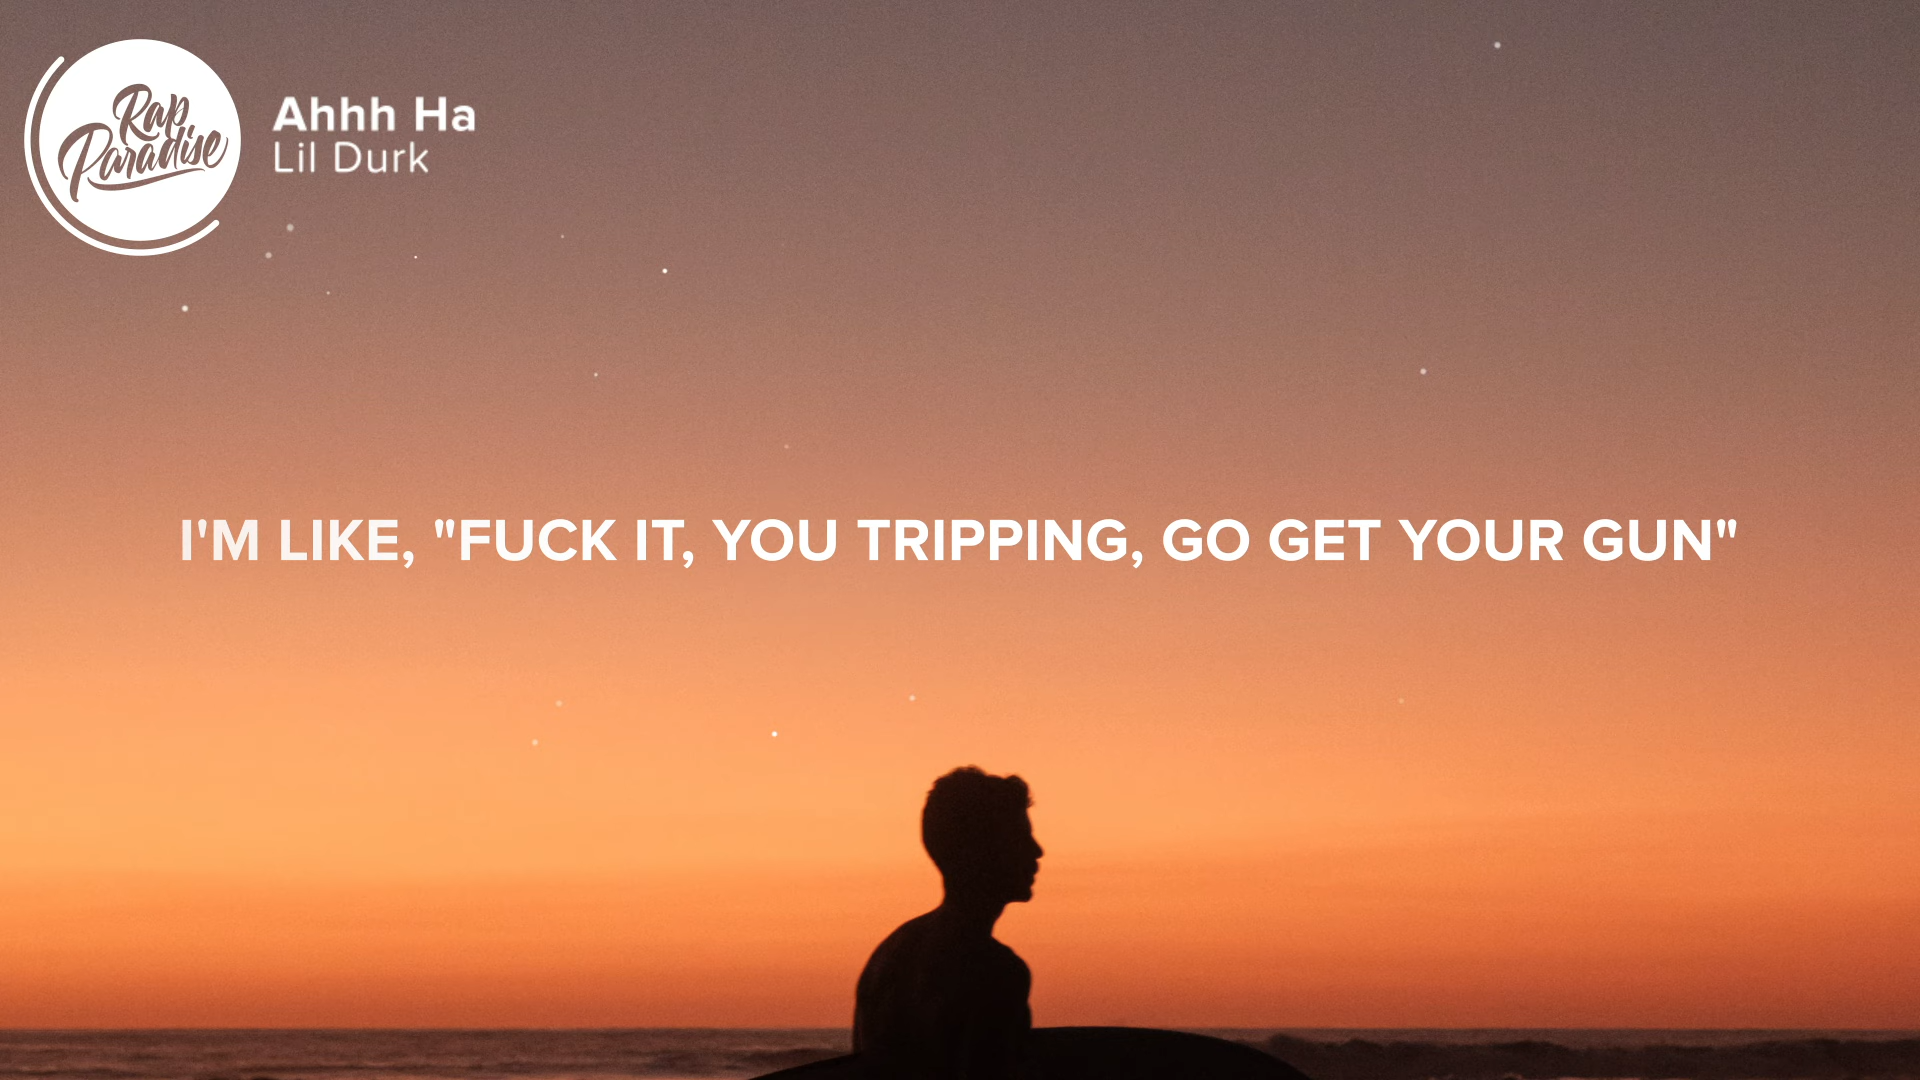 Rap
Paradise
Ahhh Ha
Lil Durk
I'M LIKE, "FUCK IT, YOU TRIPPING, GO GET YOUR GUN"